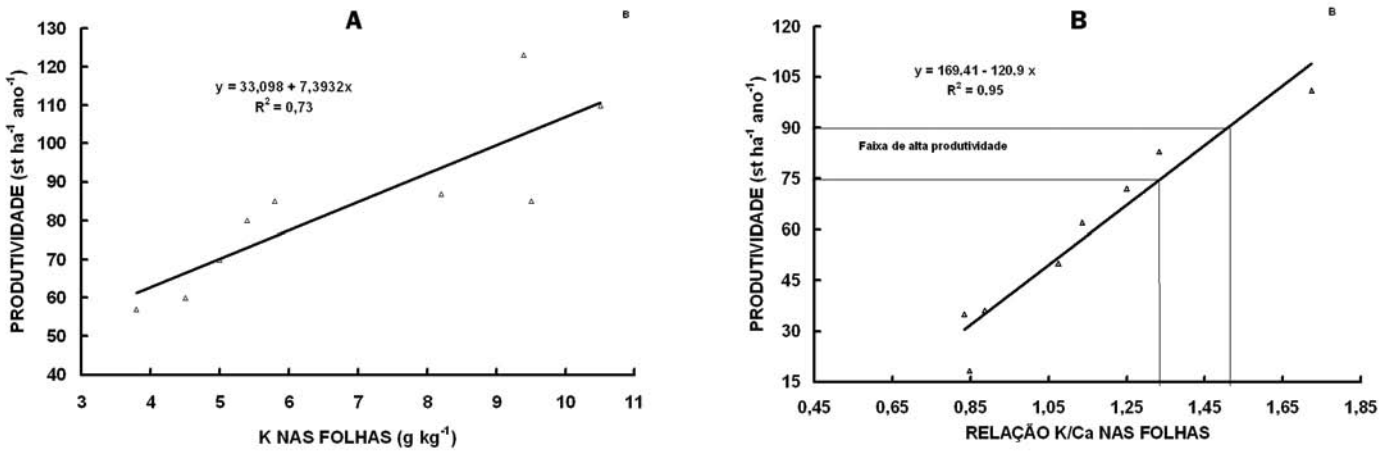 A
B
PRODUTIVIDADE (st ha⁻¹ ano⁻¹)
130
120
110
100
90
80
70
60
50
40
y = 33,098 + 7,3932x
R² = 0,73
3 4 5 6 7 8 9 10 11
K NAS FOLHAS (g kg⁻¹)
B
B
PRODUTIVIDADE (st ha⁻¹ ano⁻¹)
120
105
90
75
60
45
30
15
y = 169.41 - 120.9 x
R² = 0.95
Faixa de alta produtividade
0,45 0,65 0,85 1,05 1,25 1,45 1,65 1,85
RELAÇÃO K/Ca NAS FOLHAS